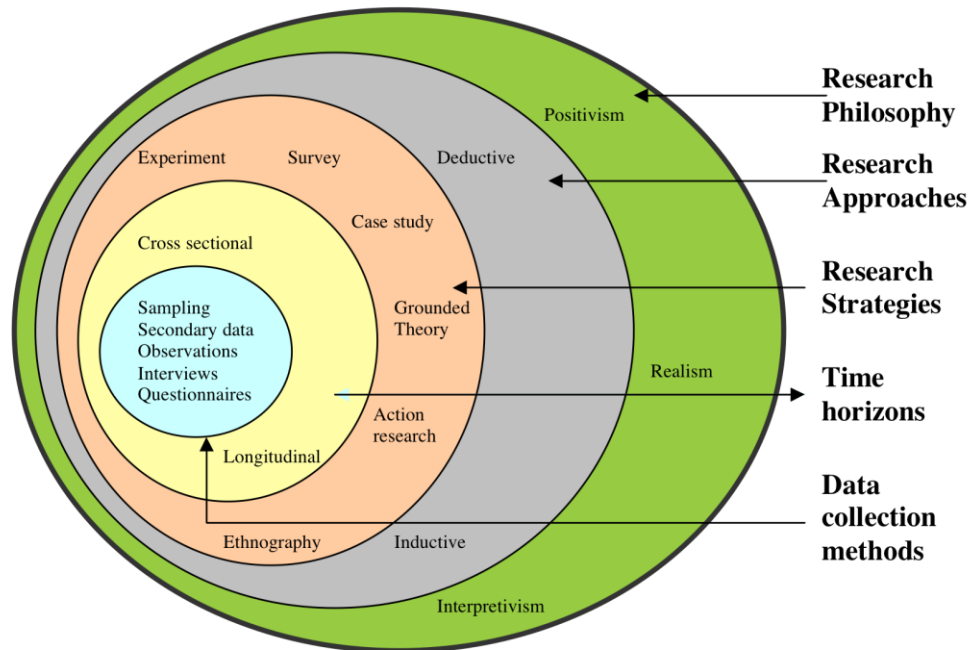 Research
Philosophy
Positivism
Experiment
Survey
Deductive
Research
Approaches
Case study
Cross sectional
Research
Strategies
Sampling
Secondary data
Observations
Interviews
Questionnaires
Grounded
Theory
Realism
Time
horizons
Action
research
Longitudinal
Data
collection
methods
Ethnography
Inductive
Interpretivism